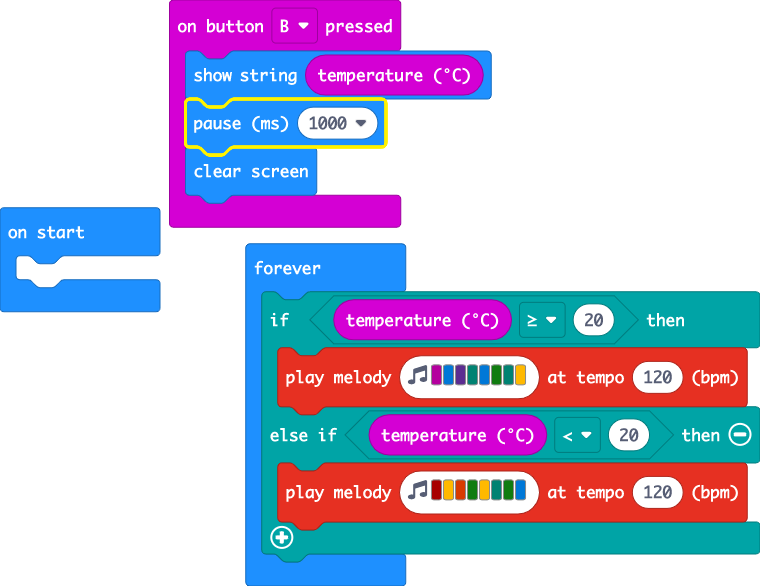 on button B pressed
show string temperature (°C)
pause (ms) 1000
clear screen
on start
forever
if temperature (°C) ≥ 20 then
play melody at tempo 120 (bpm)
else if temperature (°C) < 20 then
play melody at tempo 120 (bpm)